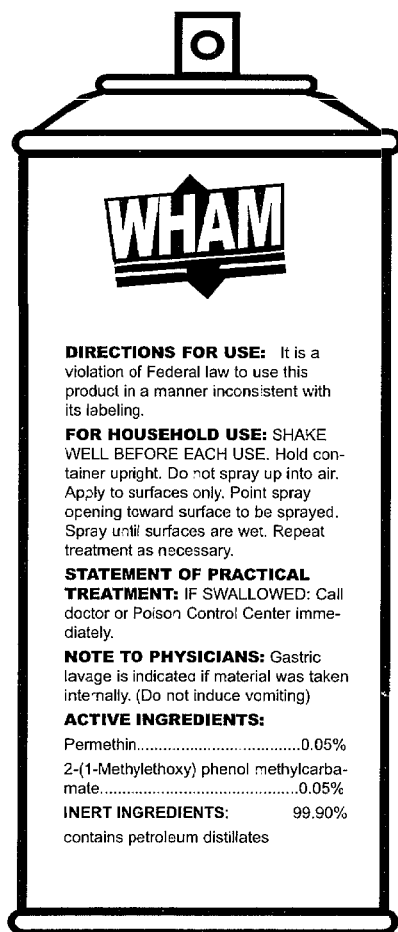 WHAM
DIRECTIONS FOR USE: It is a
violation of Federal law to use this
product in a manner inconsistent with
its labeling.
FOR HOUSEHOLD USE: SHAKE
WELL BEFORE EACH USE. Hold con-
tainer upright. Do not spray up into air.
Apply to surfaces only. Point spray
opening toward surface to be sprayed.
Spray until surfaces are wet. Repeat
treatment as necessary.
STATEMENT OF PRACTICAL
TREATMENT: IF SWALLOWED: Call
doctor or Poison Control Center imme-
diately.
NOTE TO PHYSICIANS: Gastric
lavage is indicated if material was taken
internally. (Do not induce vomiting)
ACTIVE INGREDIENTS:
Permethin..............................0.05%
2-(1-Methylethoxy) phenol methylcarba-
mate.....................................0.05%
INERT INGREDIENTS: 99.90%
contains petroleum distillates